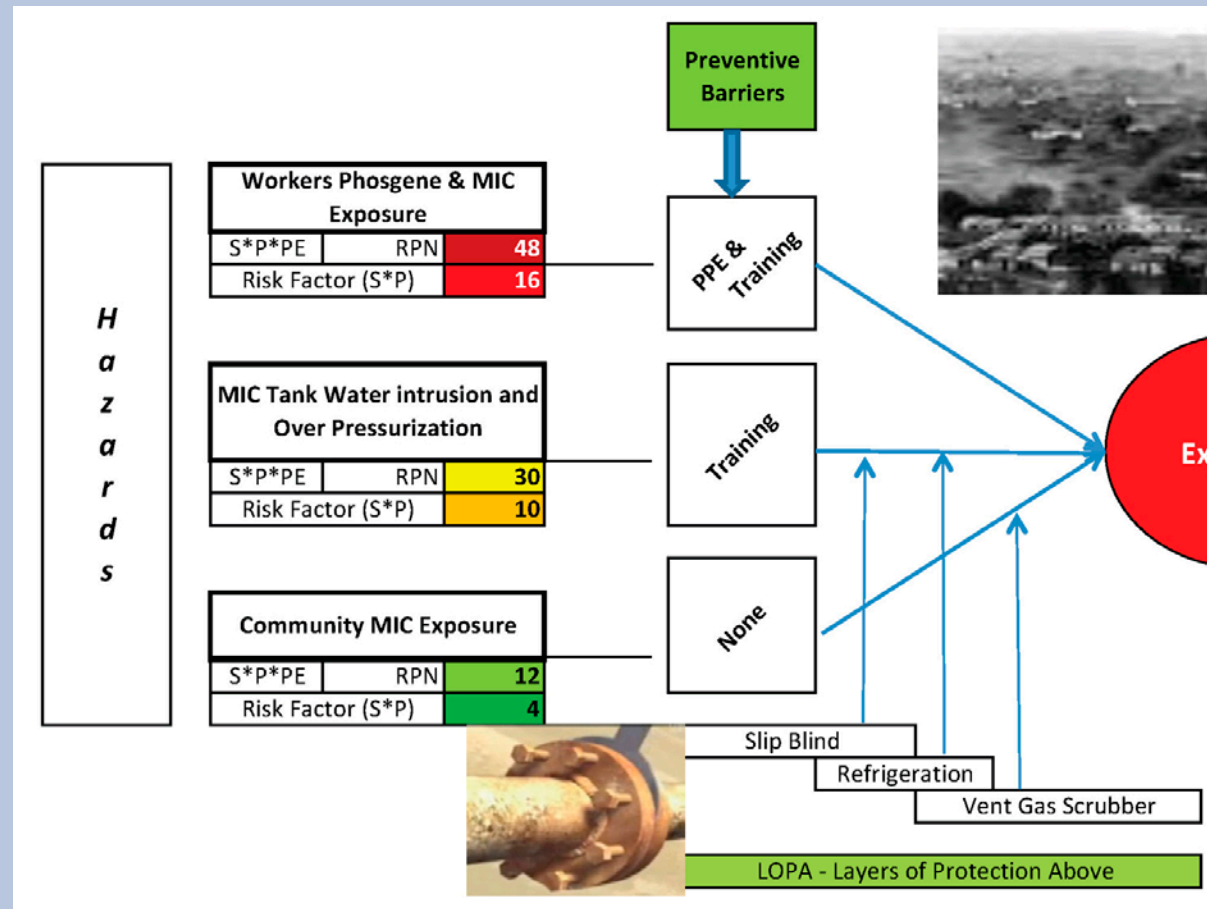 Preventive
Barriers
Workers Phosgene & MIC
Exposure
S*P*PE RPN 48
Risk Factor (S*P) 16
PPE &
Training
H
a
z
a
r
d
s
MIC Tank Water intrusion and
Over Pressurization
S*P*PE RPN 30
Risk Factor (S*P) 10
Training
Ex
Community MIC Exposure
S*P*PE RPN 12
Risk Factor (S*P) 4
None
Slip Blind
Refrigeration
Vent Gas Scrubber
LOPA - Layers of Protection Above